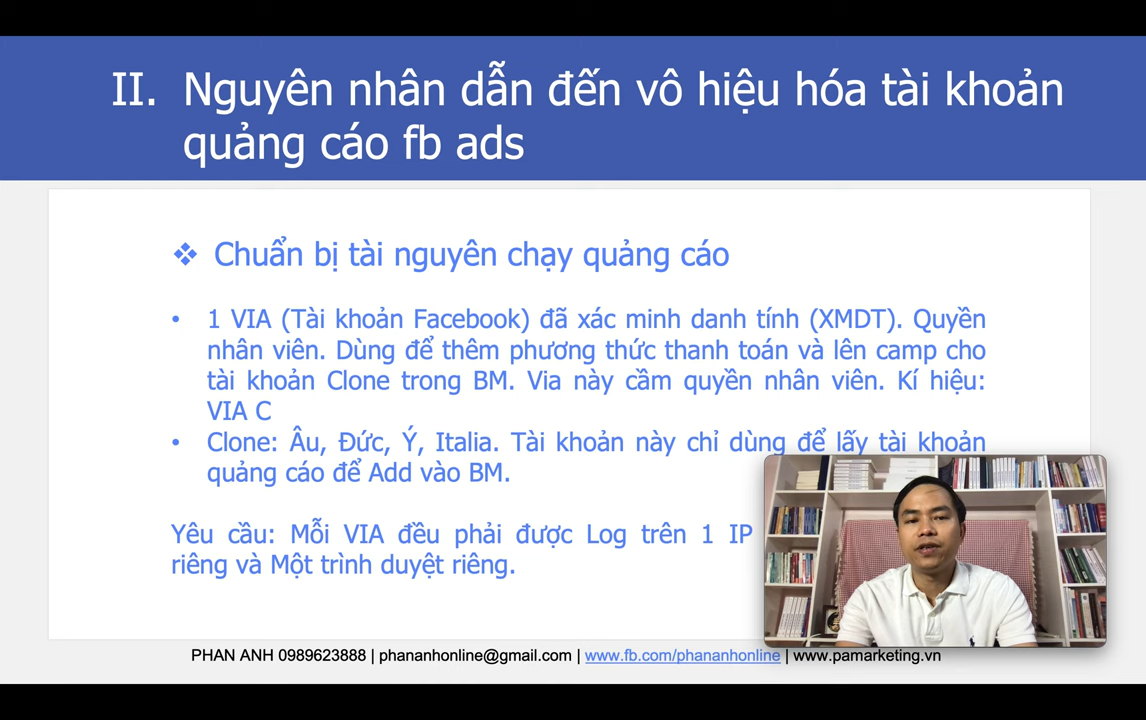 II. Nguyên nhân dẫn đến vô hiệu hóa tài khoản
quảng cáo fb ads
❖ Chuẩn bị tài nguyên chạy quảng cáo
• 1 VIA (Tài khoản Facebook) đã xác minh danh tính (XMDT). Quyền
nhân viên. Dùng để thêm phương thức thanh toán và lên camp cho
tài khoản Clone trong BM. Via này cầm quyền nhân viên. Kí hiệu:
VIA C
• Clone: Âu, Đức, Ý, Italia. Tài khoản này chỉ dùng để lấy tài khoản
quảng cáo để Add vào BM.
Yêu cầu: Mỗi VIA đều phải được Log trên 1 IP
riêng và Một trình duyệt riêng.
PHAN ANH 0989623888 | phananhonline@gmail.com | www.fb.com/phananhonline | www.pamarketing.vn